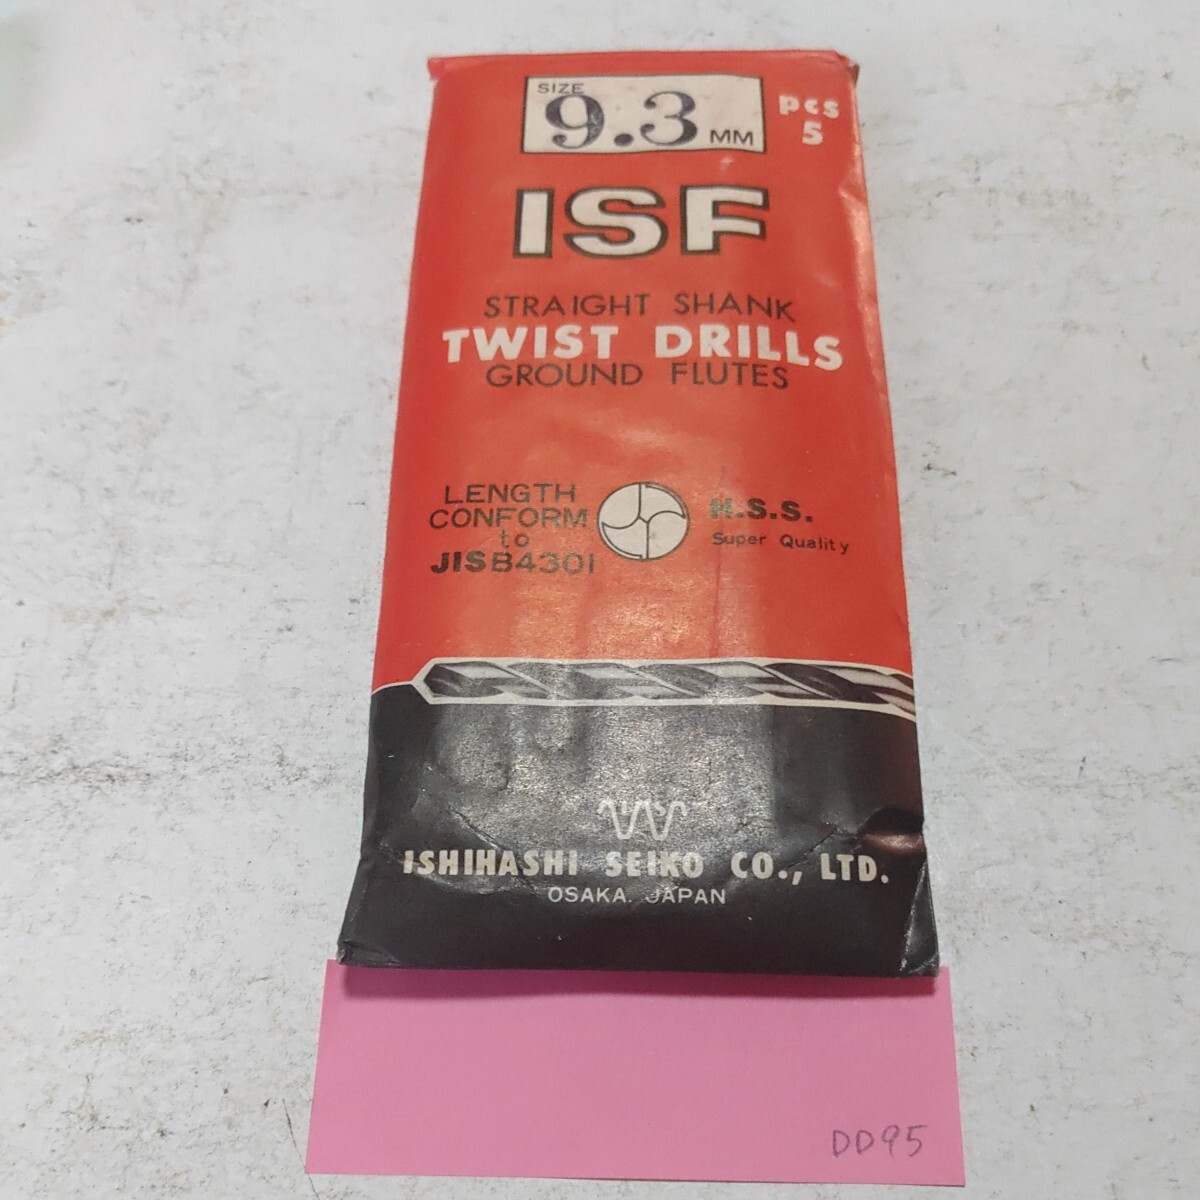 SIZE
9.3 MM
pcs
5
ISF
STRAIGHT SHANK
TWIST DRILLS
GROUND FLUTES
LENGTH
CONFORM
to
JIS B4301
H.S.S.
Super Quality
ISHIHASHI SEIKO CO., LTD.
OSAKA. JAPAN
DD95